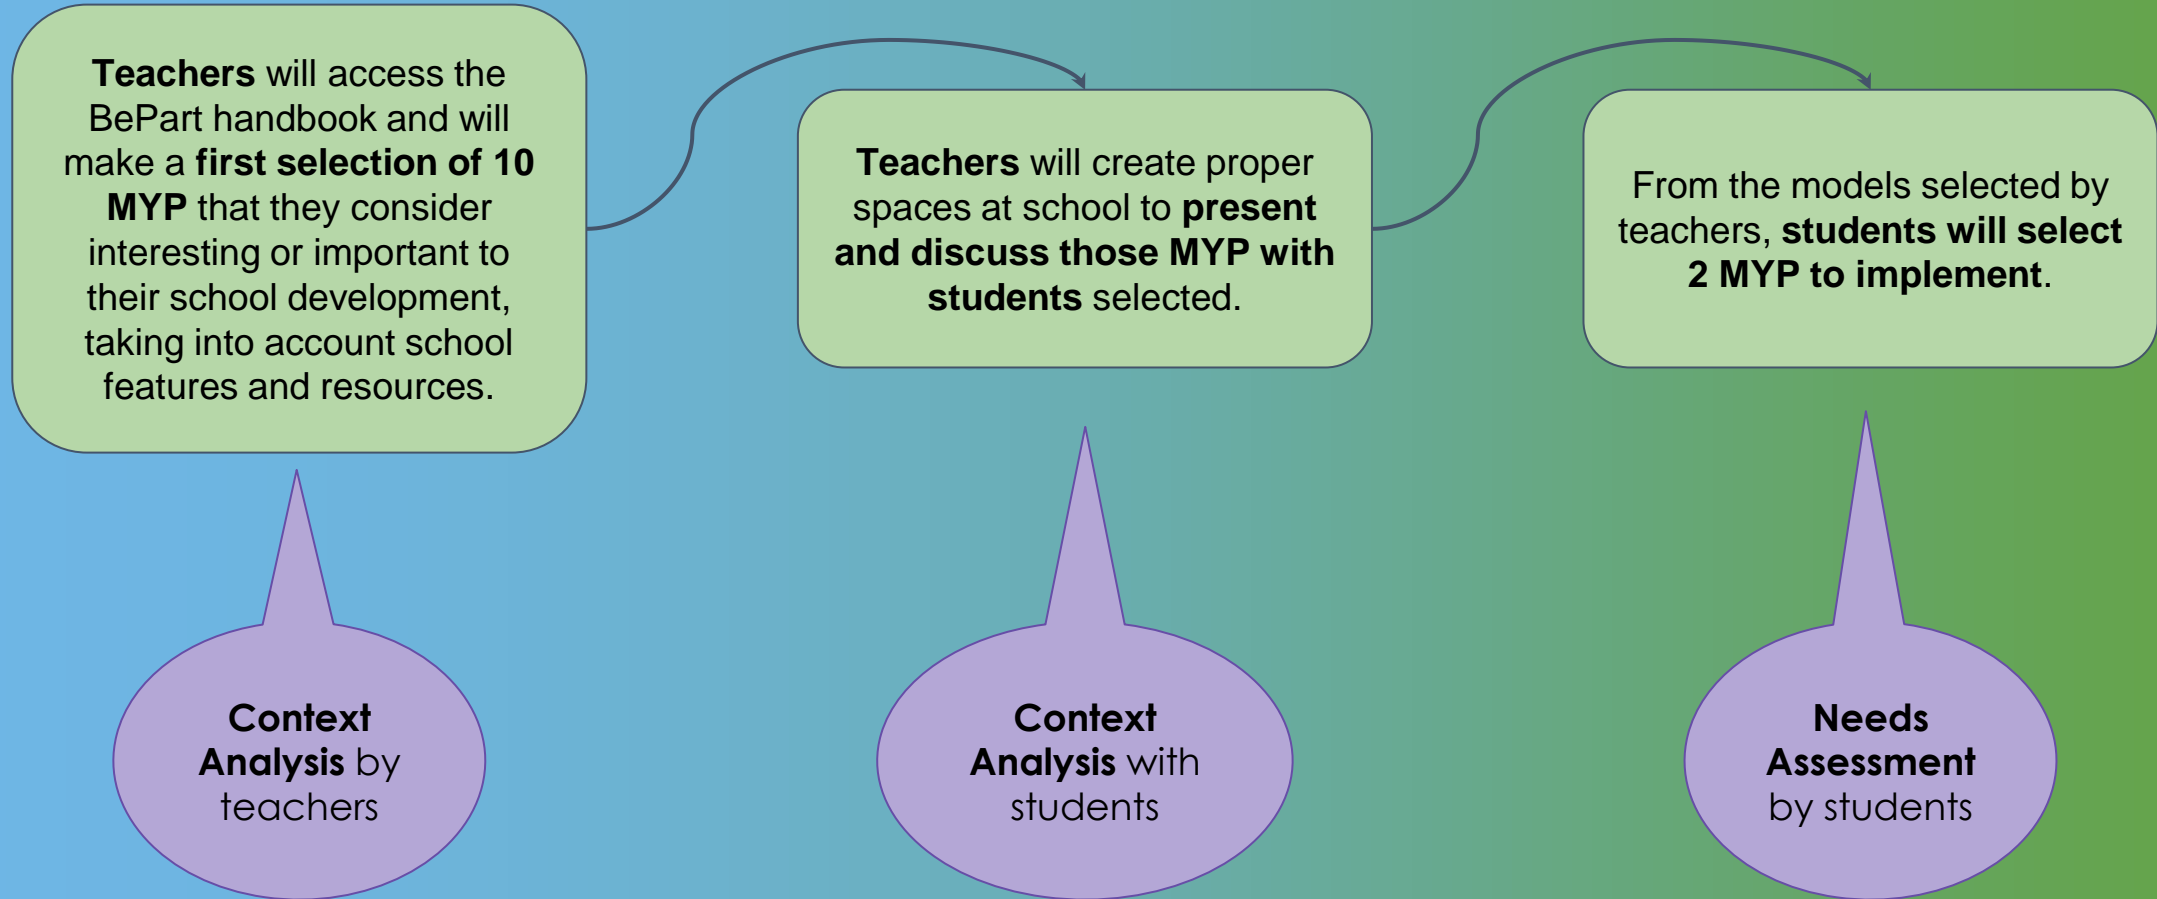 Teachers will access the
BePart handbook and will
make a first selection of 10
MYP that they consider
interesting or important to
their school development,
taking into account school
features and resources.
Teachers will create proper
spaces at school to present
and discuss those MYP with
students selected.
From the models selected by
teachers, students will select
2 MYP to implement.
Context
Analysis by
teachers
Context
Analysis with
students
Needs
Assessment
by students